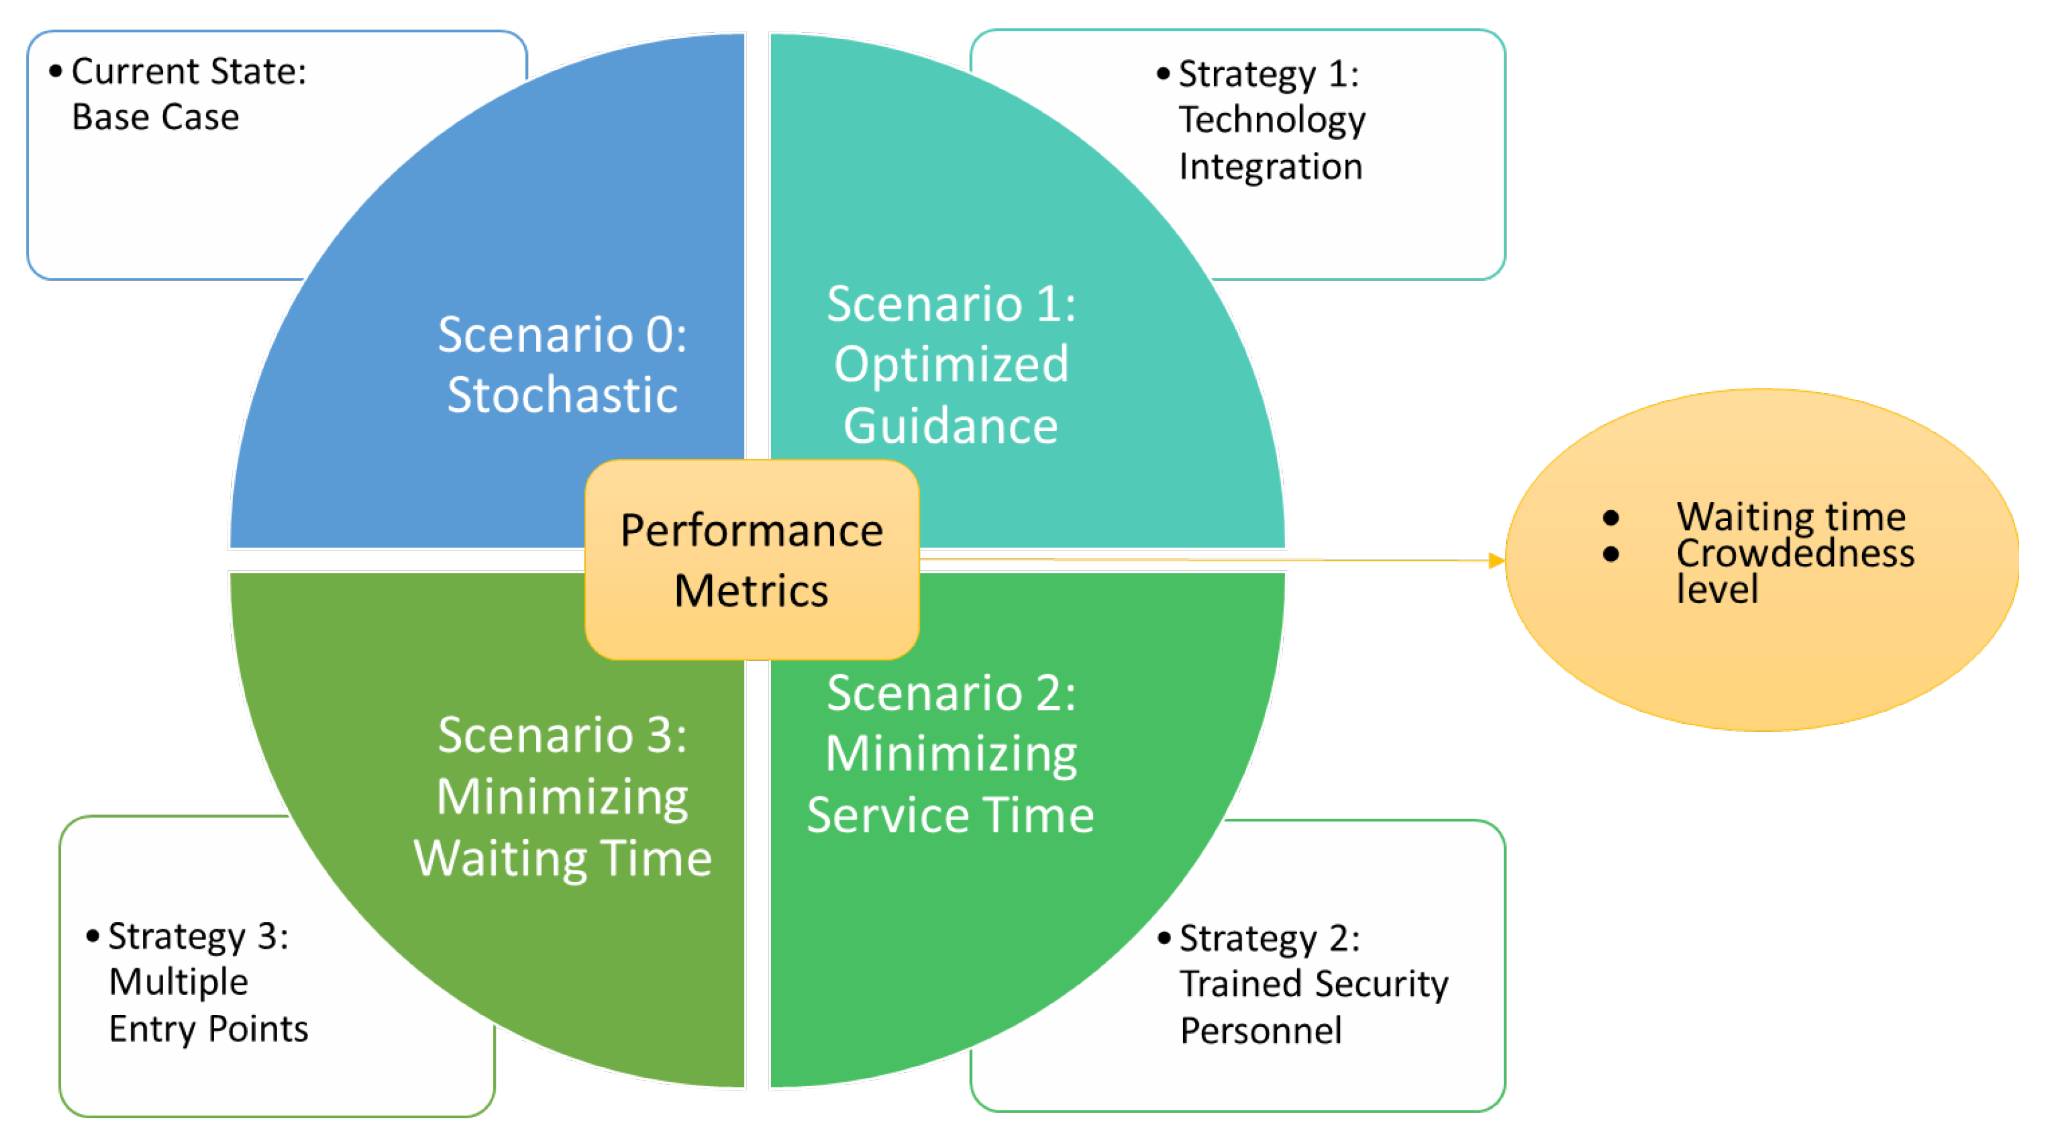 • Current State:
Base Case
• Strategy 1:
Technology
Integration
Scenario 0:
Stochastic
Scenario 1:
Optimized
Guidance
Performance
Metrics
• Waiting time
• Crowdedness
level
Scenario 3:
Minimizing
Waiting Time
Scenario 2:
Minimizing
Service Time
• Strategy 3:
Multiple
Entry Points
• Strategy 2:
Trained Security
Personnel